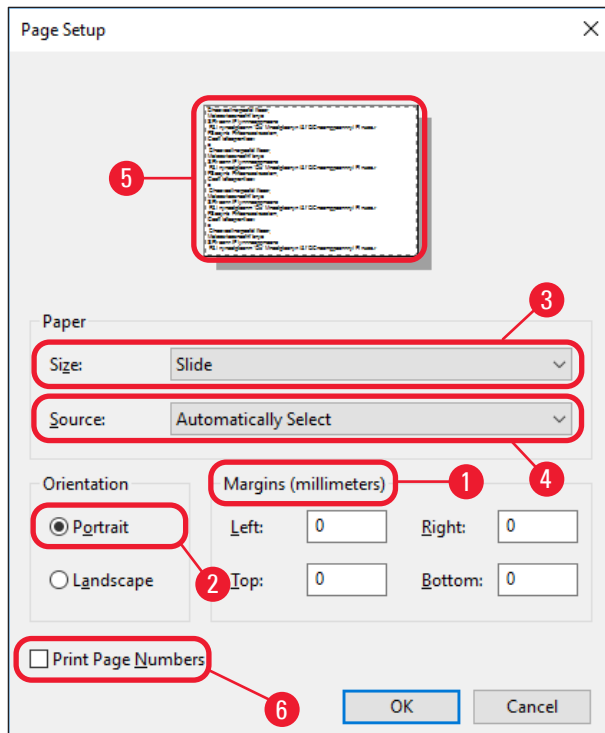 Page Setup
5
3
Paper
Size: Slide
Source: Automatically Select
4
Orientation
Margins (millimeters)
1
Portrait
Left: 0 Right: 0
2
Landscape
Top: 0 Bottom: 0
Print Page Numbers
6
OK Cancel